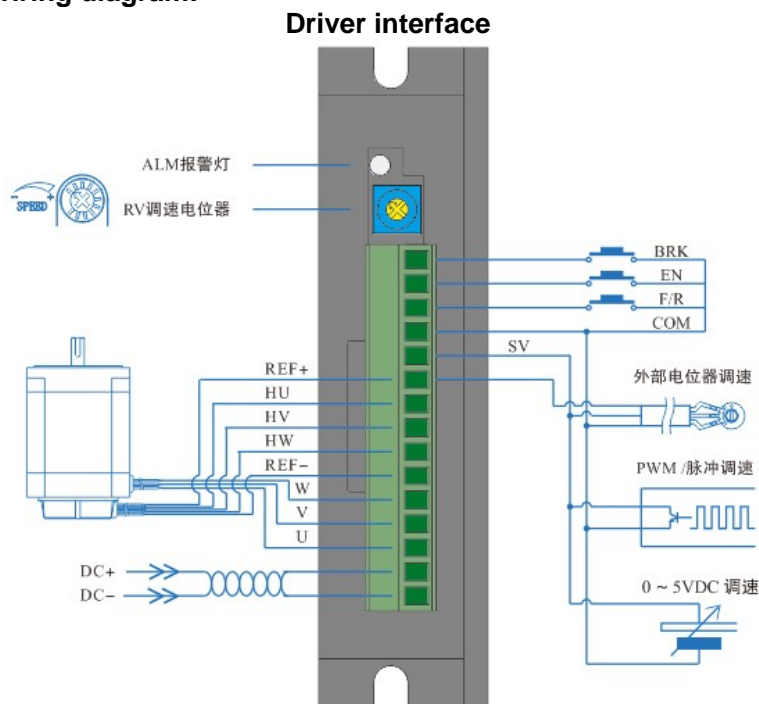 Driver interface
ALM报警灯
SPEED
RV调速电位器
BRK
EN
F/R
COM
SV
外部电位器调速
REF+
HU
HV
HW
REF-
W
V
U
PWM /脉冲调速
DC+
DC-
0 ~ 5VDC 调速